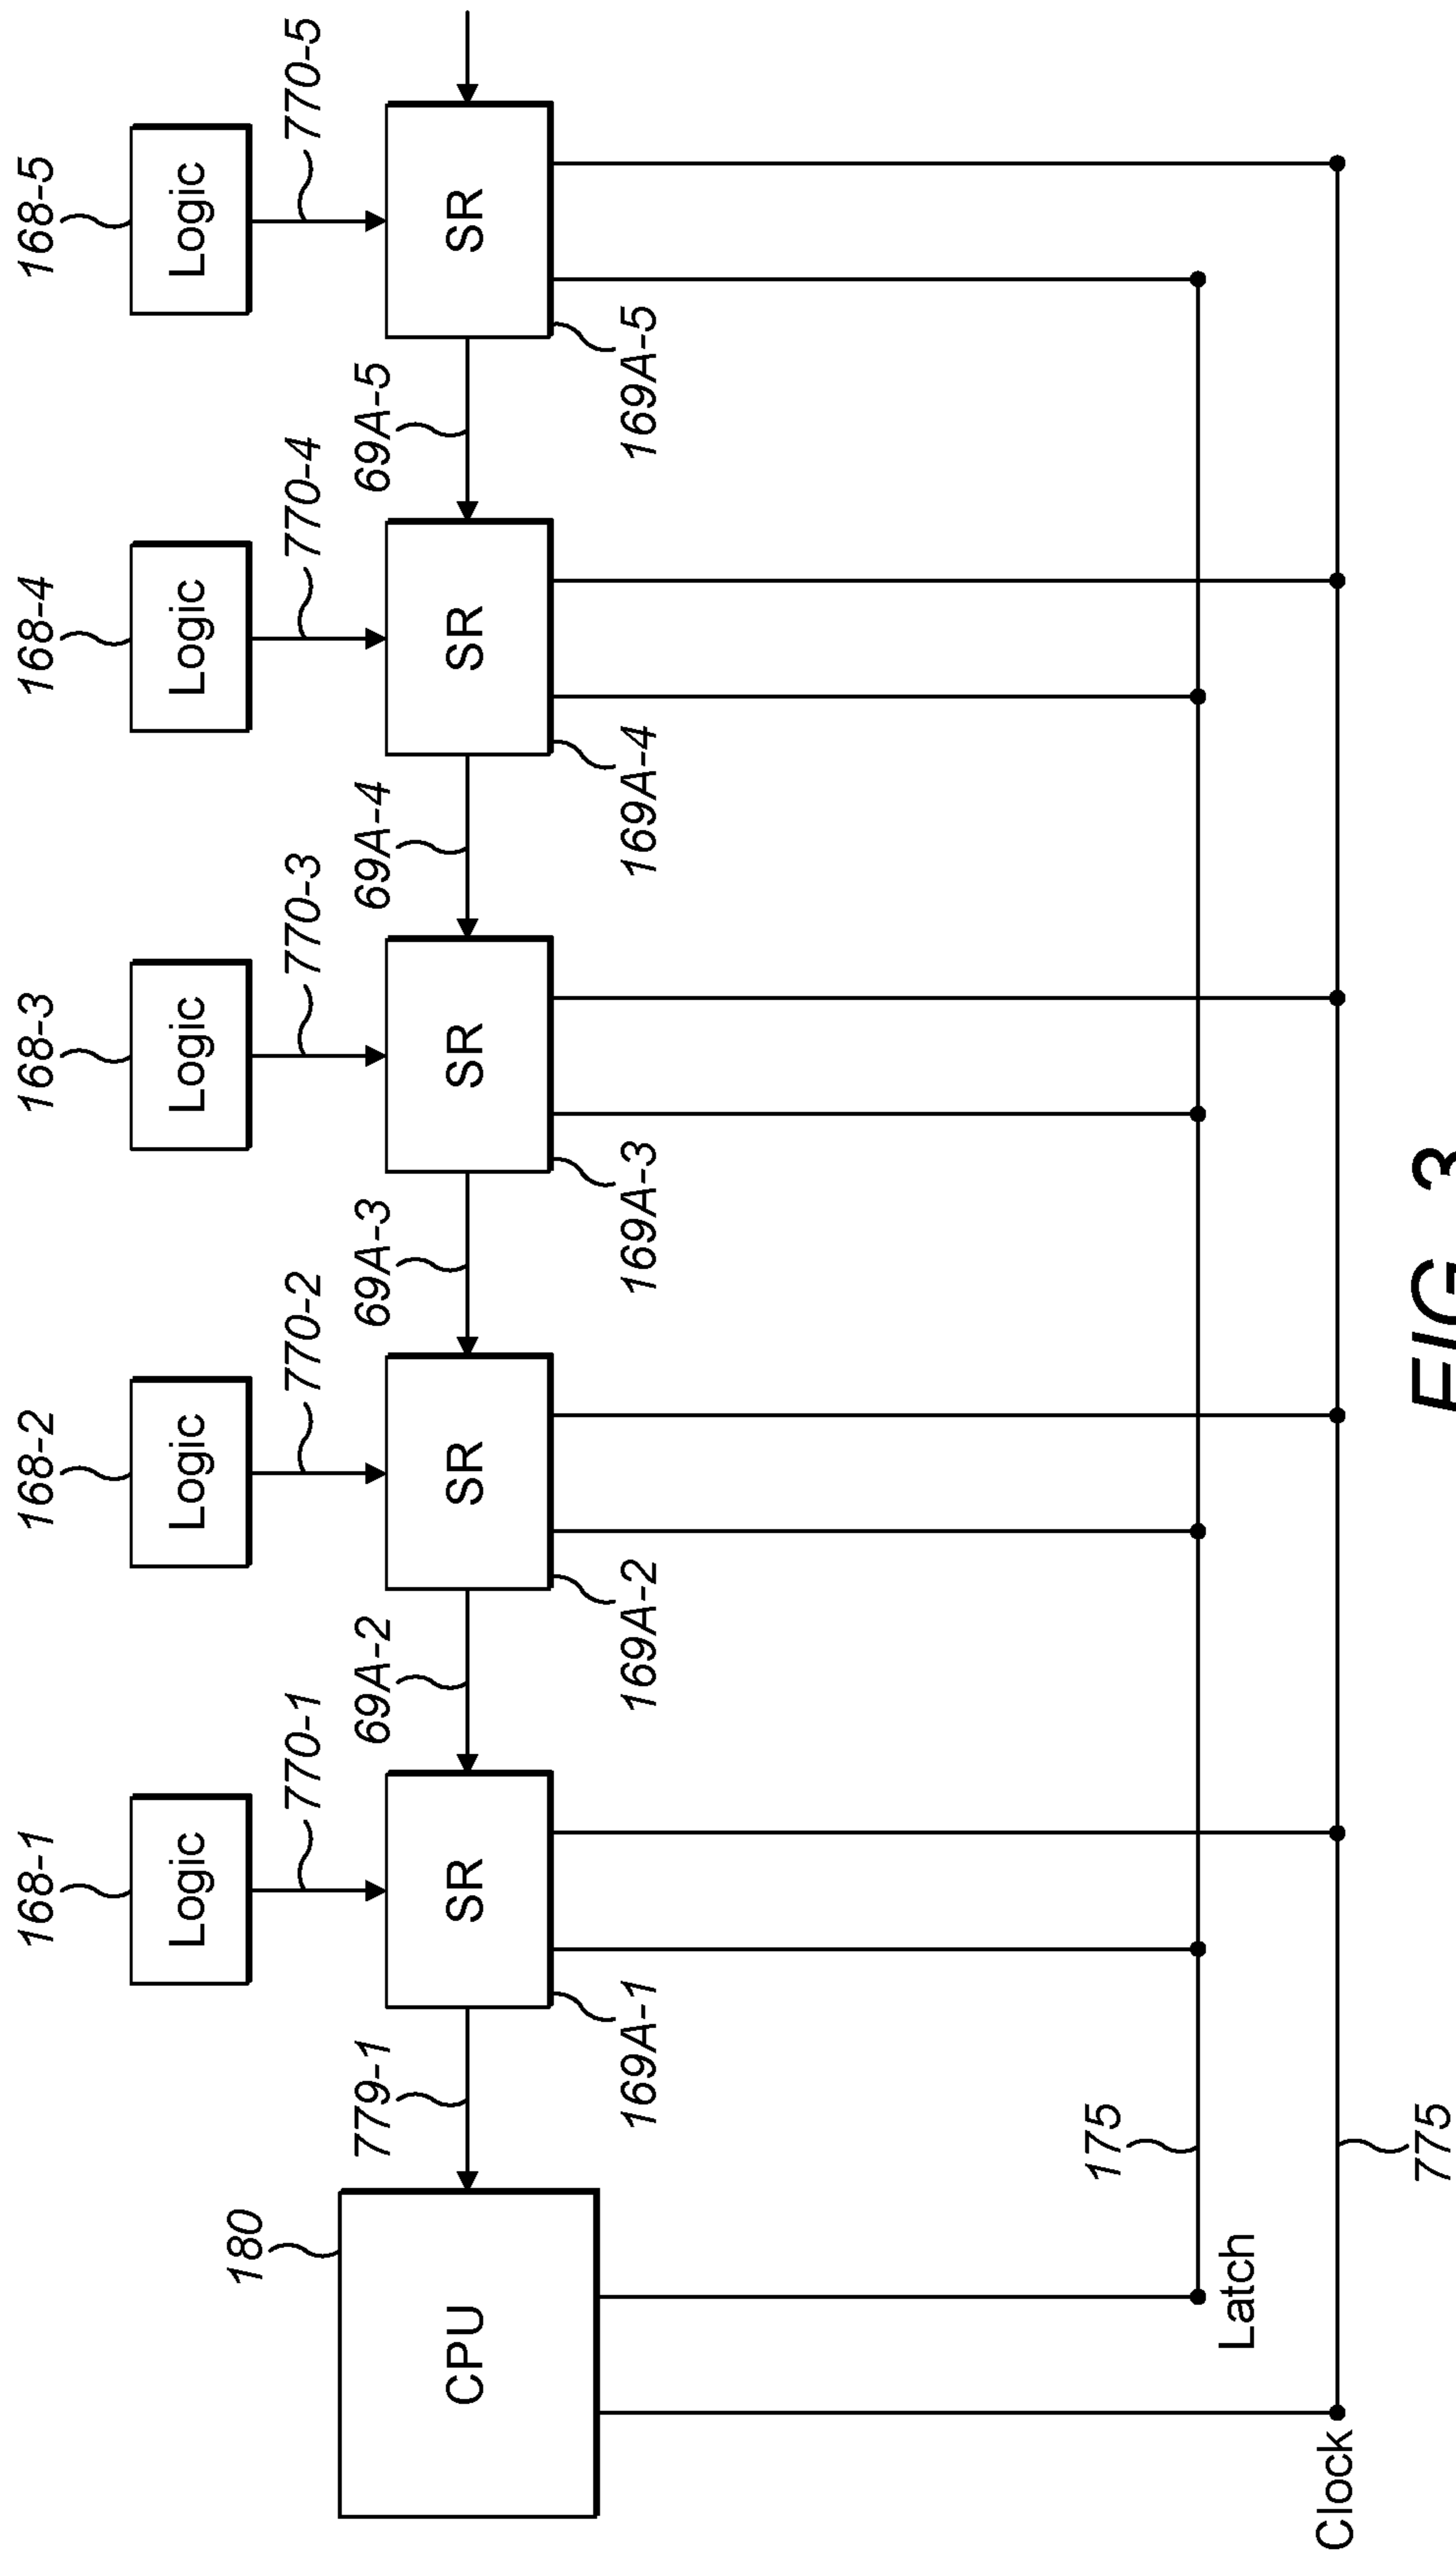 168-1
168-2
168-3
168-4
168-5
Logic
Logic
Logic
Logic
Logic
770-1
770-2
770-3
770-4
770-5
180
779-1
69A-2
69A-3
69A-4
69A-5
CPU
SR
SR
SR
SR
SR
169A-1
169A-2
169A-3
169A-4
169A-5
175
Latch
Clock
775
FIG. 3